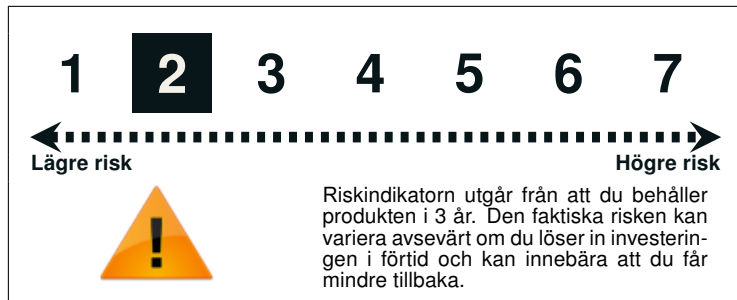 1 2 3 4 5 6 7
Lägre risk Högre risk
Riskindikatorn utgår från att du behåller
produkten i 3 år. Den faktiska risken kan
variera avsevärt om du löser in investerin-
gen i förtid och kan innebära att du får
mindre tillbaka.